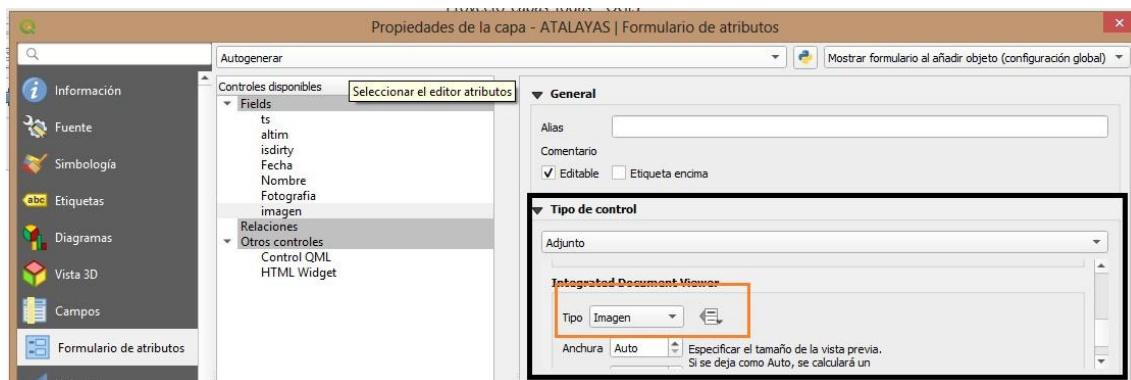 Propiedades de la capa - ATALAYAS | Formulario de atributos
Autogenerar
Mostrar formulario al añadir objeto (configuración global)
Información
Fuente
Simbología
abc Etiquetas
Diagramas
Vista 3D
Campos
Formulario de atributos
Controles disponibles
Seleccionar el editor atributos
Fields
ts
altim
isdirty
Fecha
Nombre
Fotografia
imagen
Relaciones
Otros controles
Control QML
HTML Widget
General
Alias
Comentario
Editable Etiqueta encima
Tipo de control
Adjunto
Integrated Document Viewer
Tipo Imagen
Anchura Auto Especificar el tamaño de la vista previa.
Si se deja como Auto, se calculará un